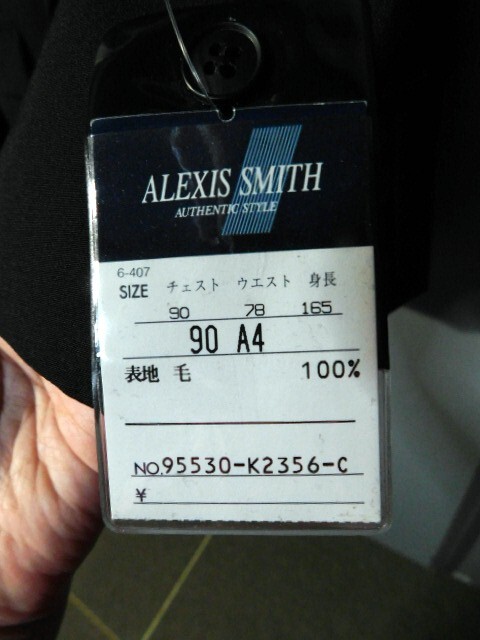 ALEXIS SMITH
AUTHENTIC STYLE
6-407
SIZE チェスト ウエスト 身長
90 78 165
90 A4
表地 毛 100%
NO.95530-K2356-C
¥